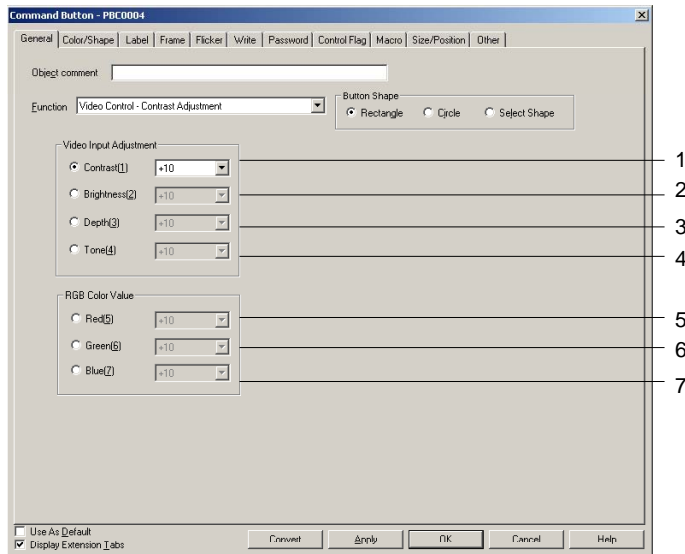 Command Button - PBC0004
General Color/Shape Label Frame Flicker Write Password Control Flag Macro Size/Position Other
Object comment
Function Video Control - Contrast Adjustment
Button Shape
Rectangle Circle Select Shape
Video Input Adjustment
Contrast(1) +10 1
Brightness(2) +10 2
Depth(3) +10 3
Tone(4) +10 4
RGB Color Value
Red(5) +10 5
Green(6) +10 6
Blue(7) +10 7
Use As Default
Display Extension Tabs
Convert Apply OK Cancel Help